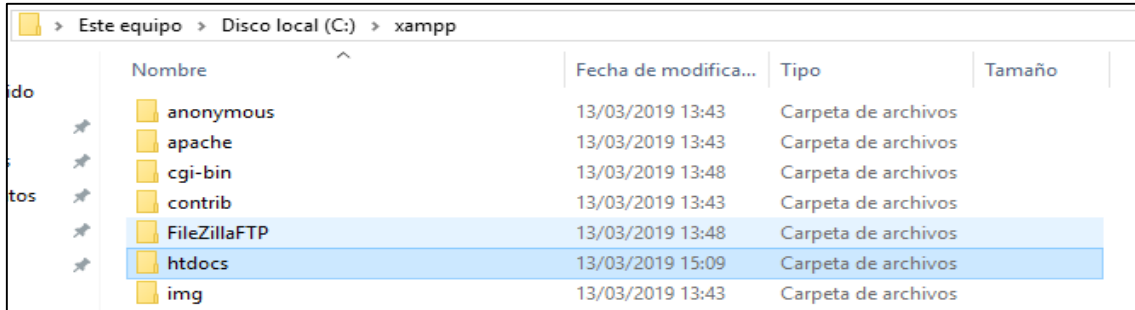 Este equipo > Disco local (C:) > xampp
Nombre Fecha de modifica... Tipo Tamaño
ido
anonymous 13/03/2019 13:43 Carpeta de archivos
apache 13/03/2019 13:43 Carpeta de archivos
cgi-bin 13/03/2019 13:48 Carpeta de archivos
tos contrib 13/03/2019 13:43 Carpeta de archivos
FileZillaFTP 13/03/2019 13:48 Carpeta de archivos
htdocs 13/03/2019 15:09 Carpeta de archivos
img 13/03/2019 13:43 Carpeta de archivos